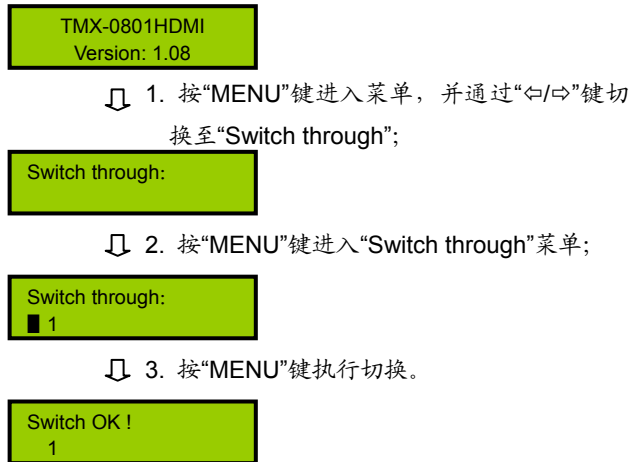 TMX-0801HDMI
Version: 1.08
⇩ 1. 按“MENU”键进入菜单，并通过“⇦/⇨”键切
换至“Switch through”;
Switch through:
⇩ 2. 按“MENU”键进入“Switch through”菜单;
Switch through:
█ 1
⇩ 3. 按“MENU”键执行切换。
Switch OK !
1